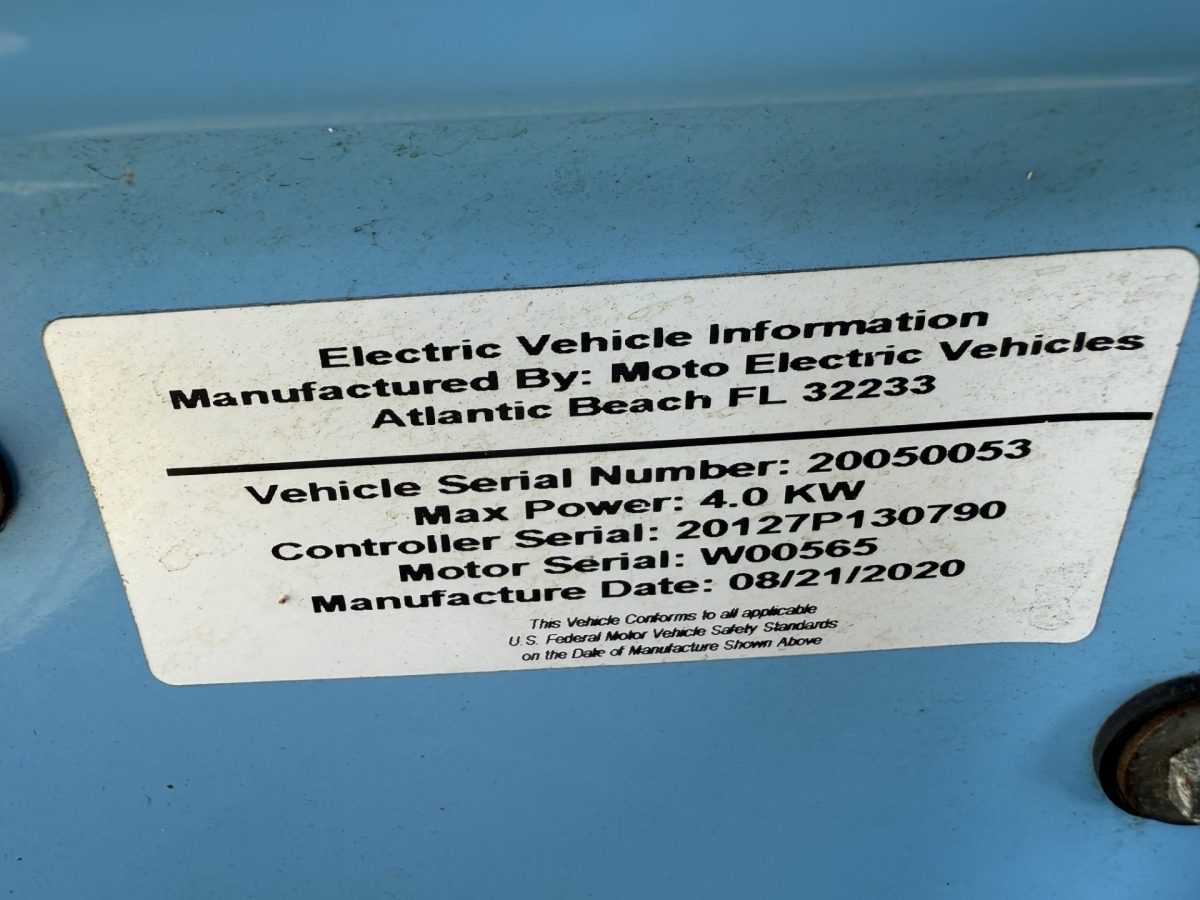 Electric Vehicle Information
Manufactured By: Moto Electric Vehicles
Atlantic Beach FL 32233
Vehicle Serial Number: 20050053
Max Power: 4.0 KW
Controller Serial: 20127P130790
Motor Serial: W00565
Manufacture Date: 08/21/2020
This Vehicle Conforms to all applicable
U.S. Federal Motor Vehicle Safety Standards
on the Date of Manufacture Shown Above